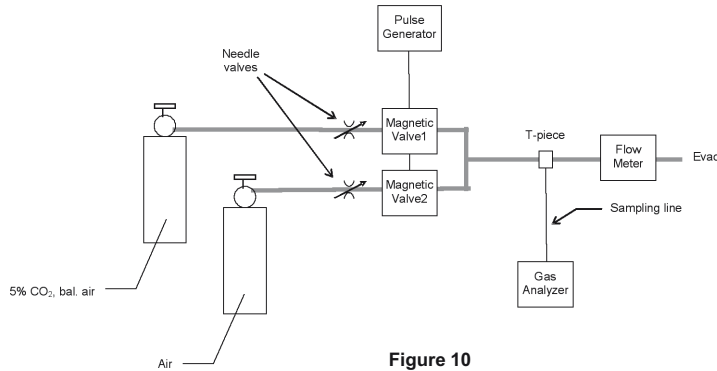 Pulse
Generator
Needle
valves
Magnetic
Valve1
T-piece
Flow
Meter
Evac
Magnetic
Valve2
Sampling line
Gas
Analyzer
5% CO₂, bal. air
Air
Figure 10